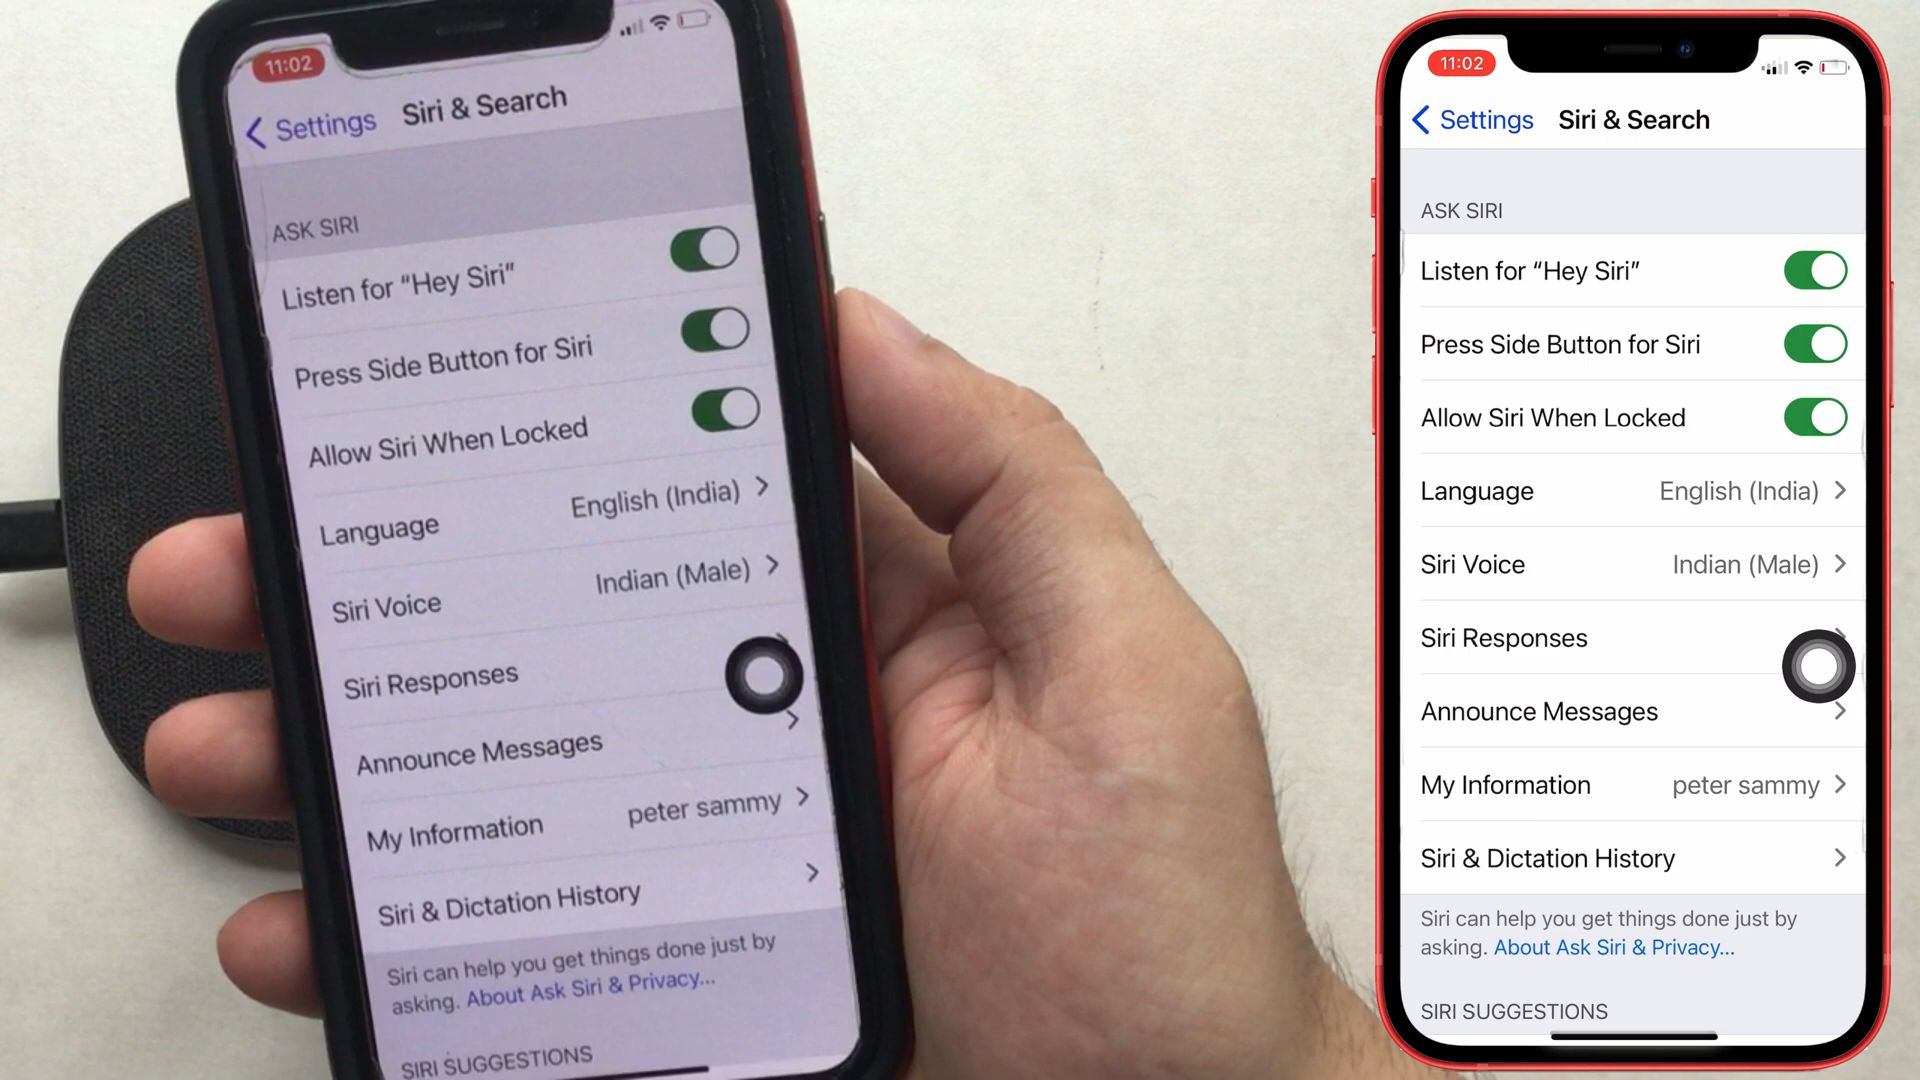 11:02
Settings
Siri & Search
ASK SIRI
Listen for “Hey Siri”
Press Side Button for Siri
Allow Siri When Locked
Language English (India)
Siri Voice Indian (Male)
Siri Responses
Announce Messages
My Information peter sammy
Siri & Dictation History
Siri can help you get things done just by
asking. About Ask Siri & Privacy...
SIRI SUGGESTIONS
11:02
Settings
Siri & Search
ASK SIRI
Listen for “Hey Siri”
Press Side Button for Siri
Allow Siri When Locked
Language English (India)
Siri Voice Indian (Male)
Siri Responses
Announce Messages
My Information peter sammy
Siri & Dictation History
Siri can help you get things done just by
asking. About Ask Siri & Privacy...
SIRI SUGGESTIONS